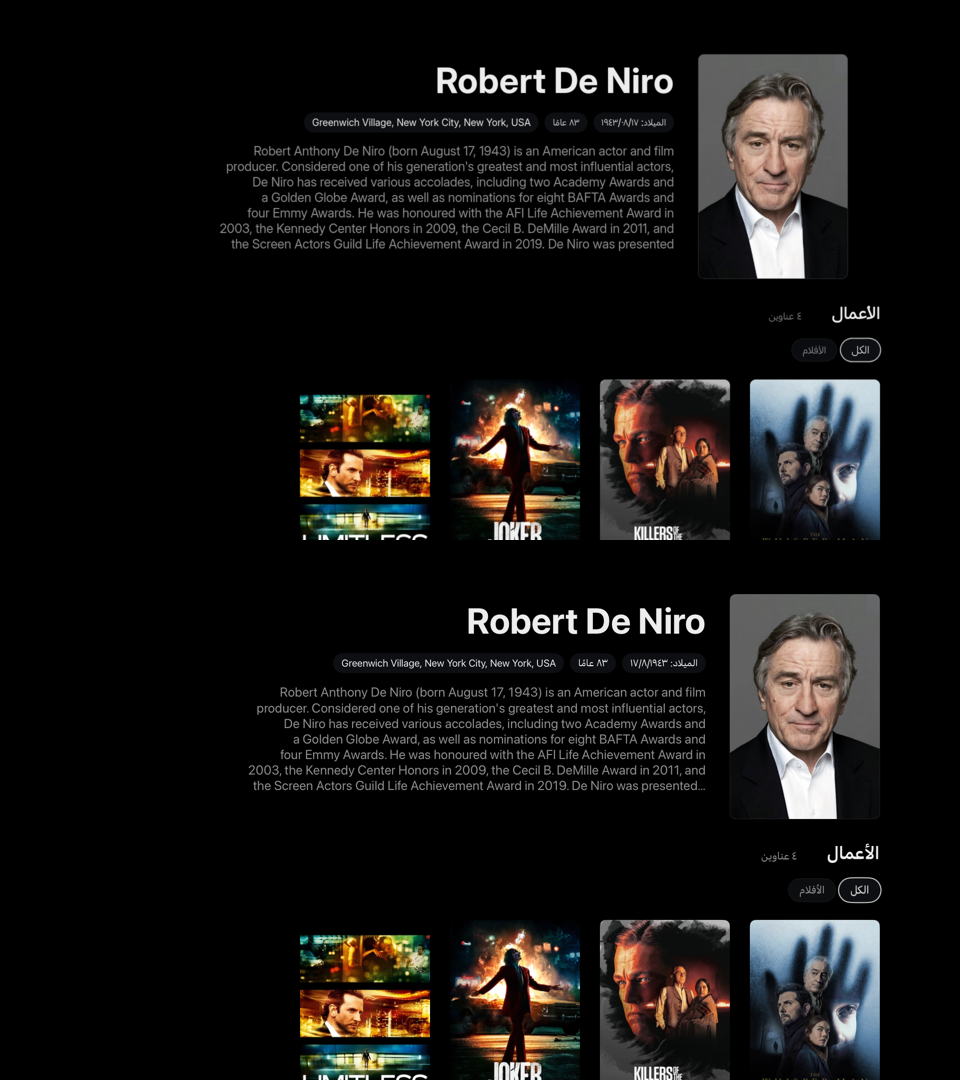 Robert De Niro
الميلاد: ١٩٤٣/٠٨/١٧
٨٣ عامًا
Greenwich Village, New York City, New York, USA
Robert Anthony De Niro (born August 17, 1943) is an American actor and film
producer. Considered one of his generation's greatest and most influential actors,
De Niro has received various accolades, including two Academy Awards and
a Golden Globe Award, as well as nominations for eight BAFTA Awards and
four Emmy Awards. He was honoured with the AFI Life Achievement Award in
2003, the Kennedy Center Honors in 2009, the Cecil B. DeMille Award in 2011, and
the Screen Actors Guild Life Achievement Award in 2019. De Niro was presented
الأعمال
٤ عناوين
الكل
الأفلام
KILLERS OF THE
JOKER
LIMITLESS
Robert De Niro
الميلاد: ١٧/٨/١٩٤٣
٨٣ عامًا
Greenwich Village, New York City, New York, USA
Robert Anthony De Niro (born August 17, 1943) is an American actor and film
producer. Considered one of his generation's greatest and most influential actors,
De Niro has received various accolades, including two Academy Awards and
a Golden Globe Award, as well as nominations for eight BAFTA Awards and
four Emmy Awards. He was honoured with the AFI Life Achievement Award in
2003, the Kennedy Center Honors in 2009, the Cecil B. DeMille Award in 2011, and
the Screen Actors Guild Life Achievement Award in 2019. De Niro was presented...
الأعمال
٤ عناوين
الكل
الأفلام
KILLERS OF THE
JOKER
LIMITLESS